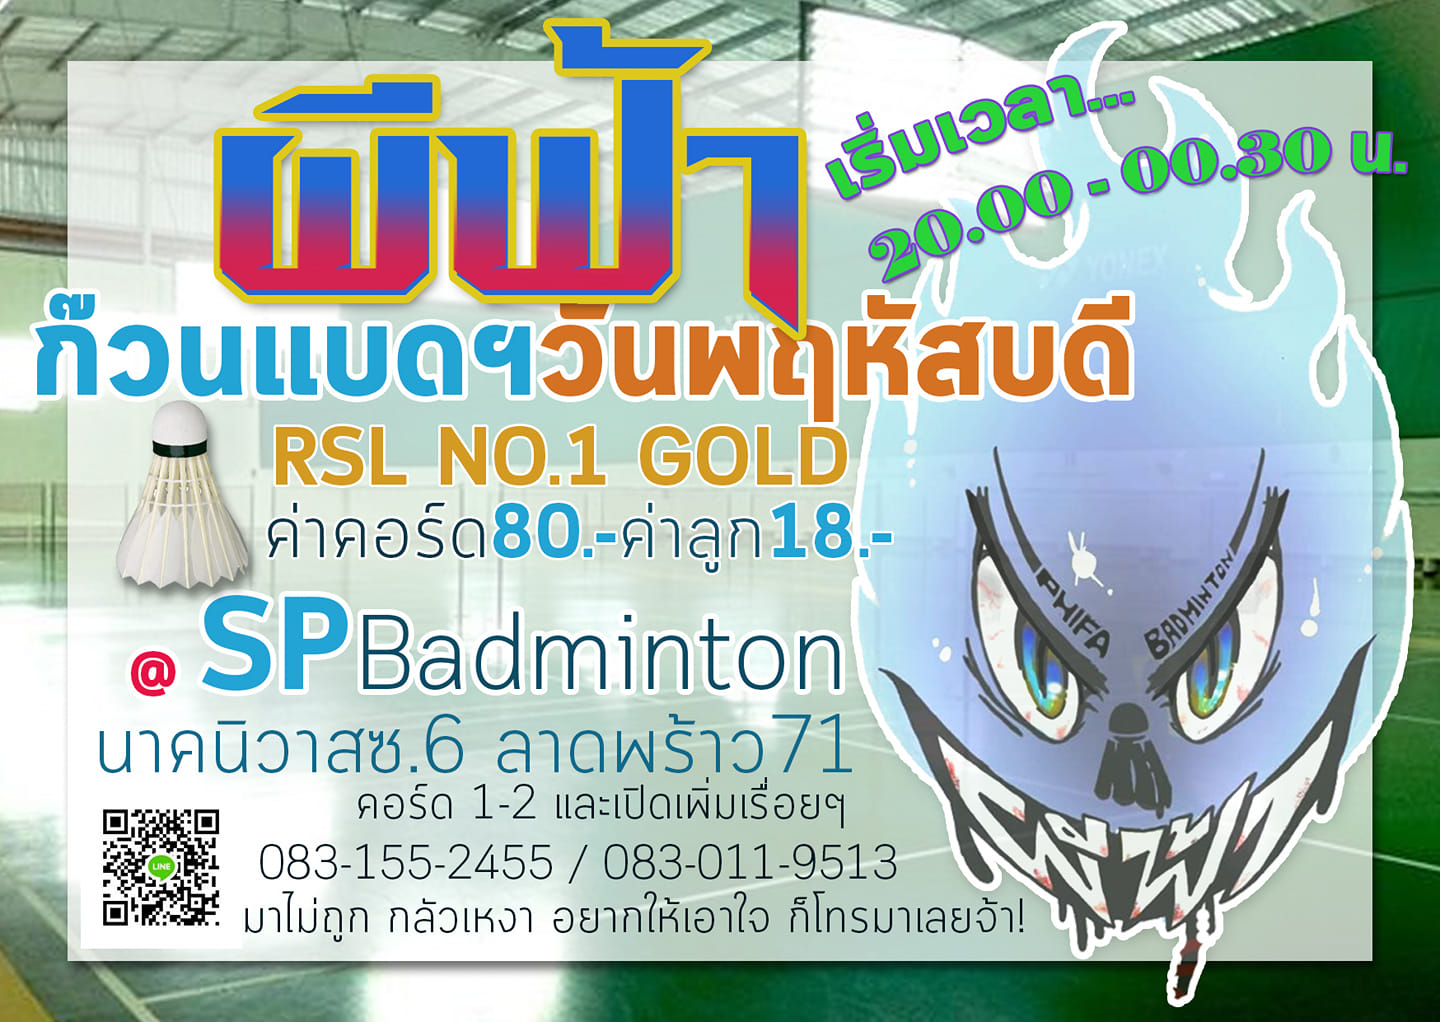 ผีฟ้า
เริ่มเวลา...
20.00 - 00.30 น.
YONEX
ก๊วนแบดฯวันพฤหัสบดี
RSL NO.1 GOLD
ค่าคอร์ด80.-ค่าลูก18.-
@ SP Badminton
นาคนิวาสซ.6 ลาดพร้าว71
คอร์ด 1-2 และเปิดเพิ่มเรื่อยๆ
083-155-2455 / 083-011-9513
มาไม่ถูก กลัวเหงา อยากให้เอาใจ ก็โทรมาเลยจ้า!
LINE
PHIFA BADMINTON
ผีฟ้า